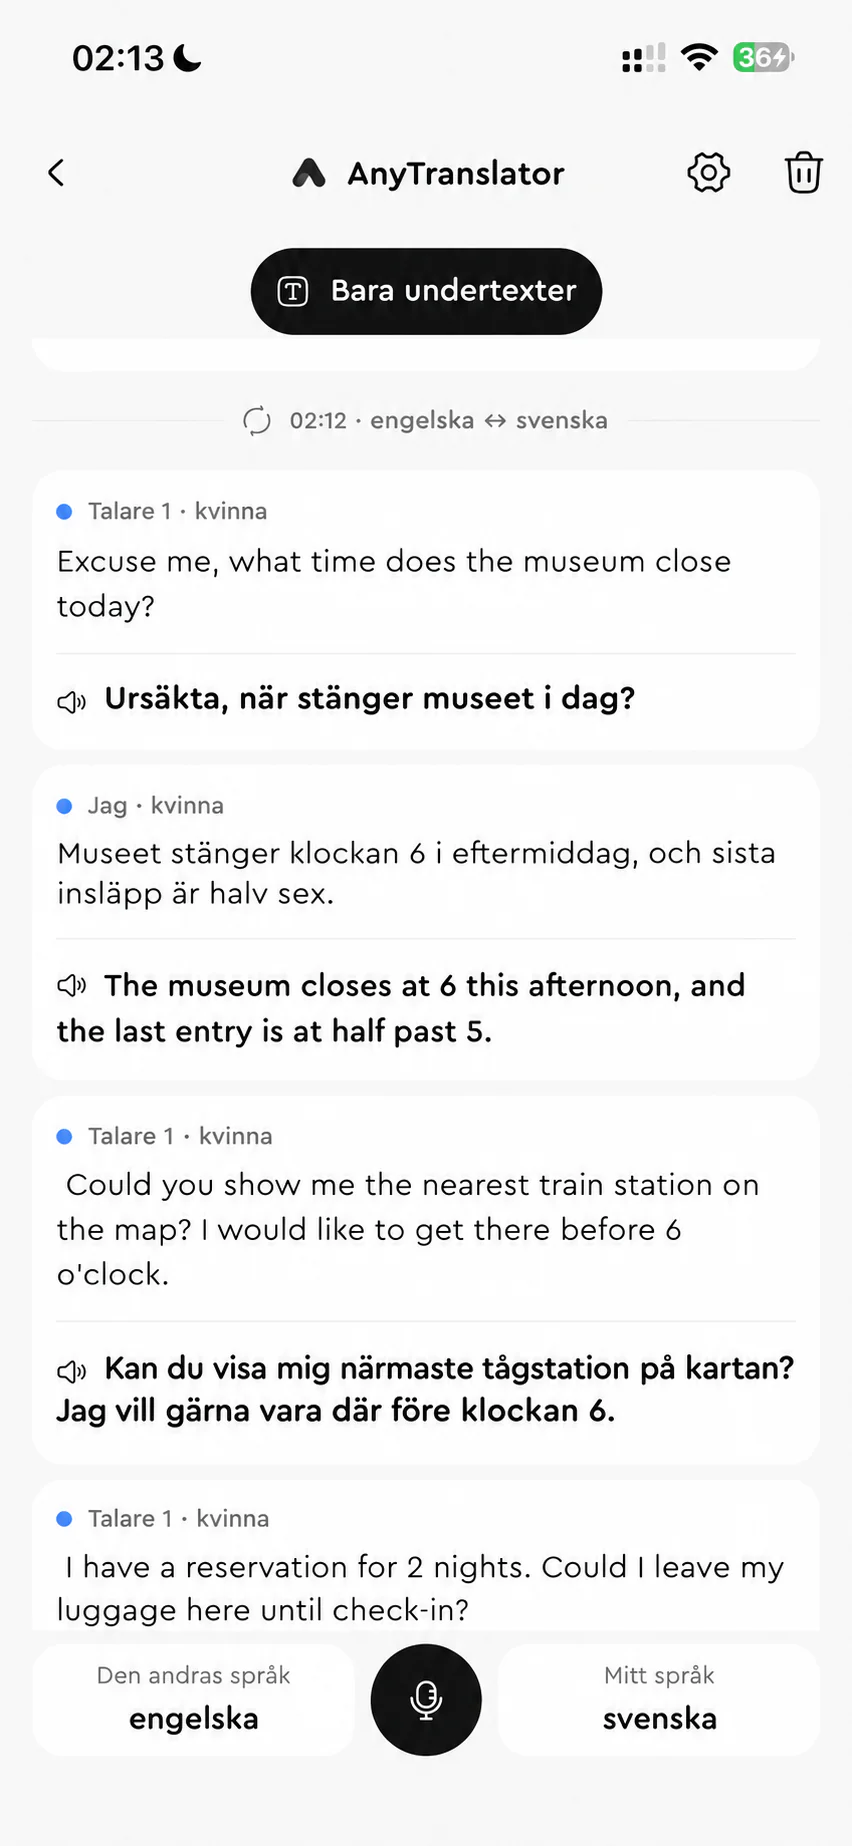 02:13
36
AnyTranslator
Bara undertexter
02:12 · engelska ↔ svenska
Talare 1 · kvinna
Excuse me, what time does the museum close
today?
Ursäkta, när stänger museet i dag?
Jag · kvinna
Museet stänger klockan 6 i eftermiddag, och sista
insläpp är halv sex.
The museum closes at 6 this afternoon, and
the last entry is at half past 5.
Talare 1 · kvinna
Could you show me the nearest train station on
the map? I would like to get there before 6
o'clock.
Kan du visa mig närmaste tågstation på kartan?
Jag vill gärna vara där före klockan 6.
Talare 1 · kvinna
I have a reservation for 2 nights. Could I leave my
luggage here until check-in?
Den andras språk
engelska
Mitt språk
svenska